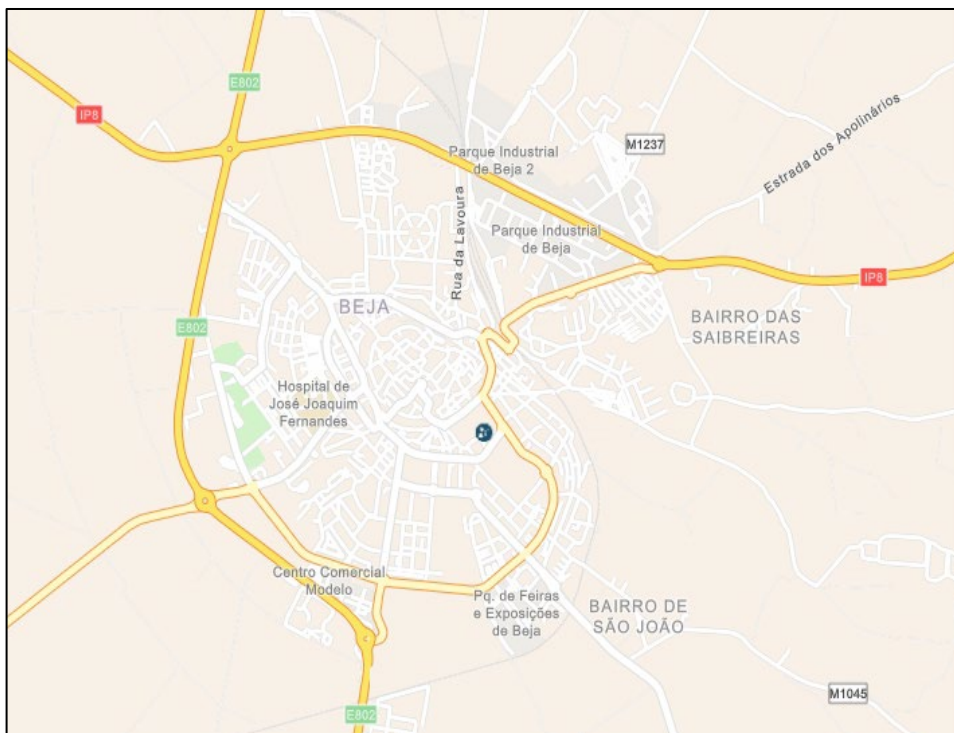 E802
IP8
Parque Industrial
de Beja 2
M1237
Estrada dos Apolinários
Rua da Lavoura
Parque Industrial
de Beja
IP8
BEJA
BAIRRO DAS
SAIBREIRAS
E802
Hospital de
José Joaquim
Fernandes
Centro Comercial
Modelo
Pq. de Feiras
e Exposições
de Beja
BAIRRO DE
SÃO JOÃO
M1045
E802